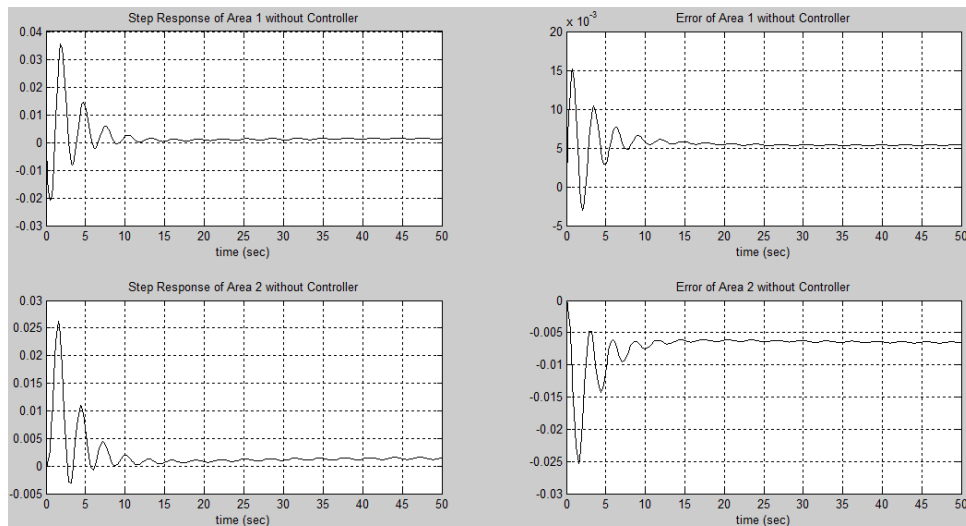 Step Response of Area 1 without Controller
0.04
0.03
0.02
0.01
0
-0.01
-0.02
-0.03
0 5 10 15 20 25 30 35 40 45 50
time (sec)
Error of Area 1 without Controller
x 10⁻³
20
15
10
5
0
-5
0 5 10 15 20 25 30 35 40 45 50
time (sec)
Step Response of Area 2 without Controller
0.03
0.025
0.02
0.015
0.01
0.005
0
-0.005
0 5 10 15 20 25 30 35 40 45 50
time (sec)
Error of Area 2 without Controller
0
-0.005
-0.01
-0.015
-0.02
-0.025
-0.03
0 5 10 15 20 25 30 35 40 45 50
time (sec)